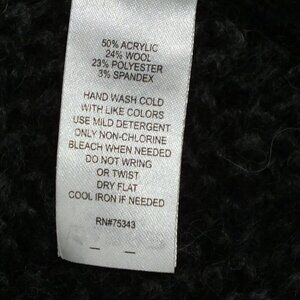 50% ACRYLIC
24% WOOL
23% POLYESTER
3% SPANDEX
HAND WASH COLD
WITH LIKE COLORS
USE MILD DETERGENT
ONLY NON-CHLORINE
BLEACH WHEN NEEDED
DO NOT WRING
OR TWIST
DRY FLAT
COOL IRON IF NEEDED
RN#75343